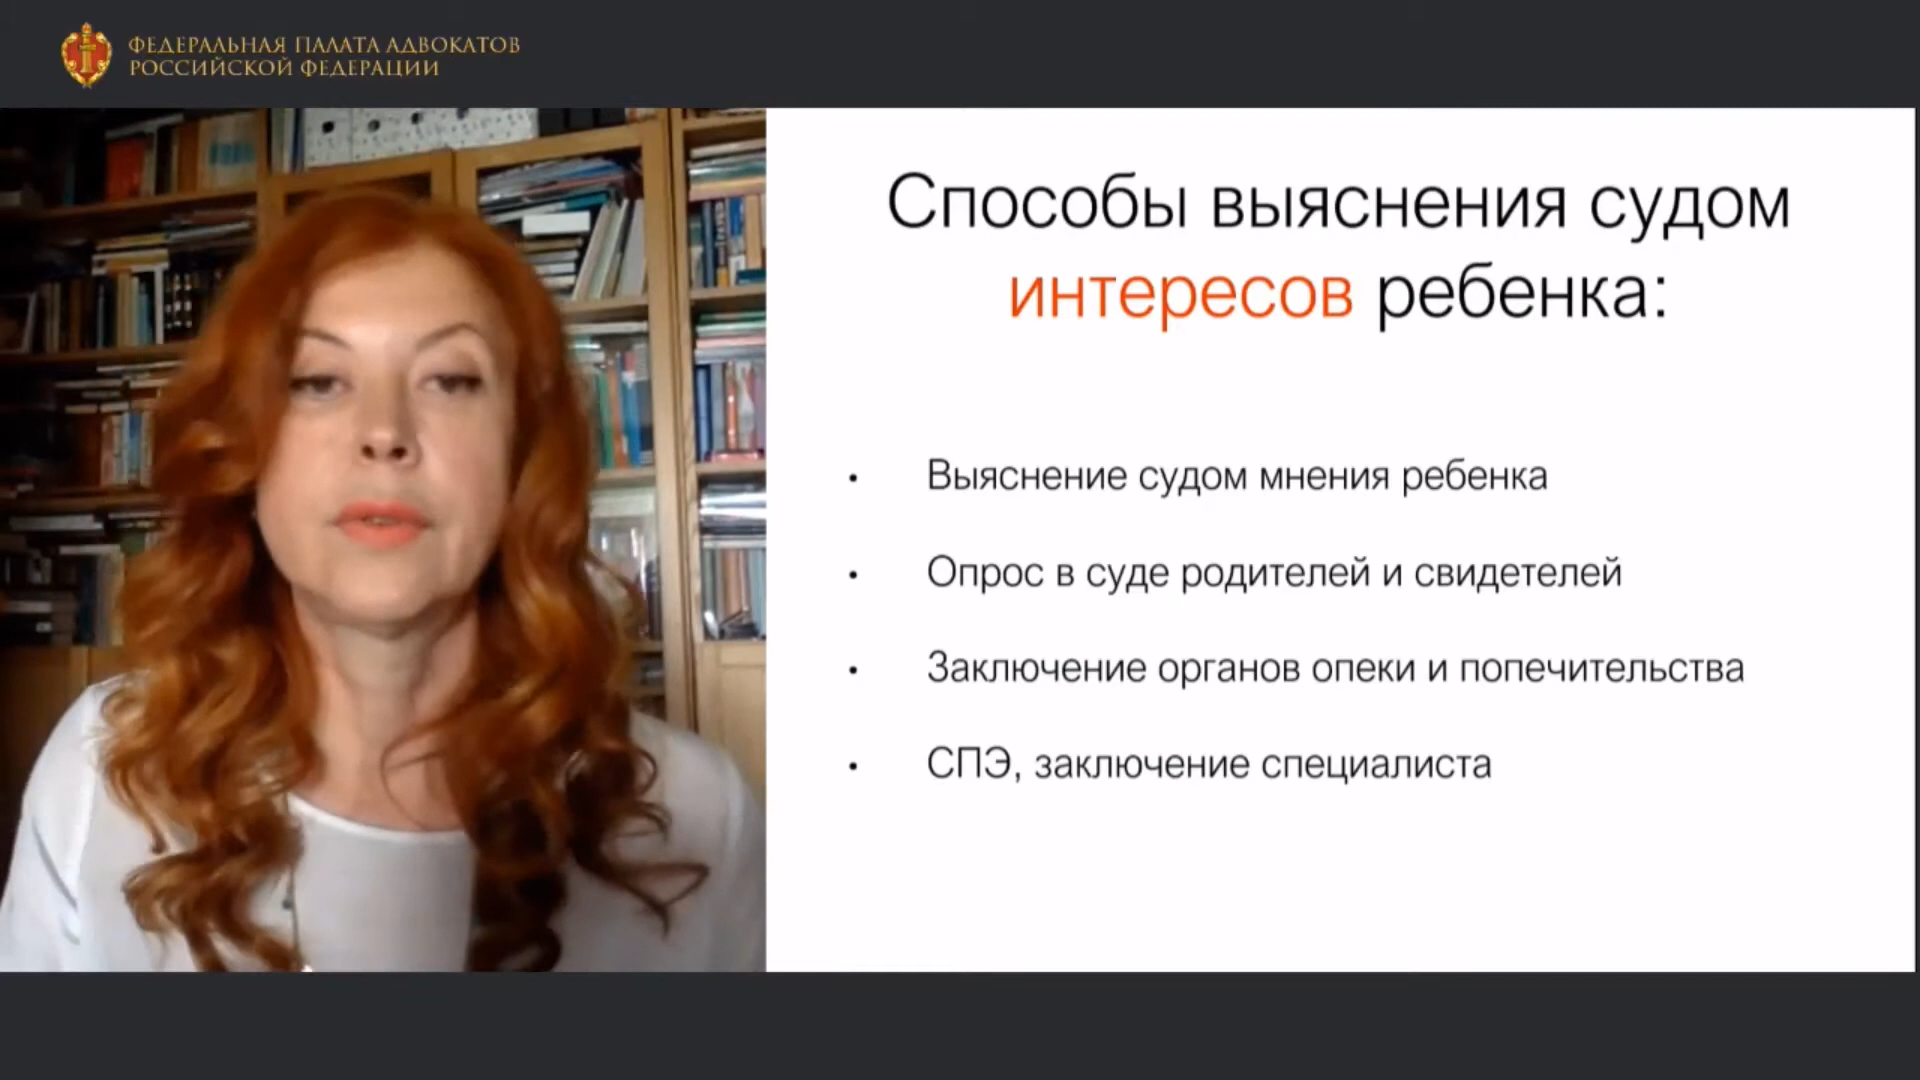 ФЕДЕРАЛЬНАЯ ПАЛАТА АДВОКАТОВ
РОССИЙСКОЙ ФЕДЕРАЦИИ
Способы выяснения судом
интересов ребенка:
• Выяснение судом мнения ребенка
• Опрос в суде родителей и свидетелей
• Заключение органов опеки и попечительства
• СПЭ, заключение специалиста